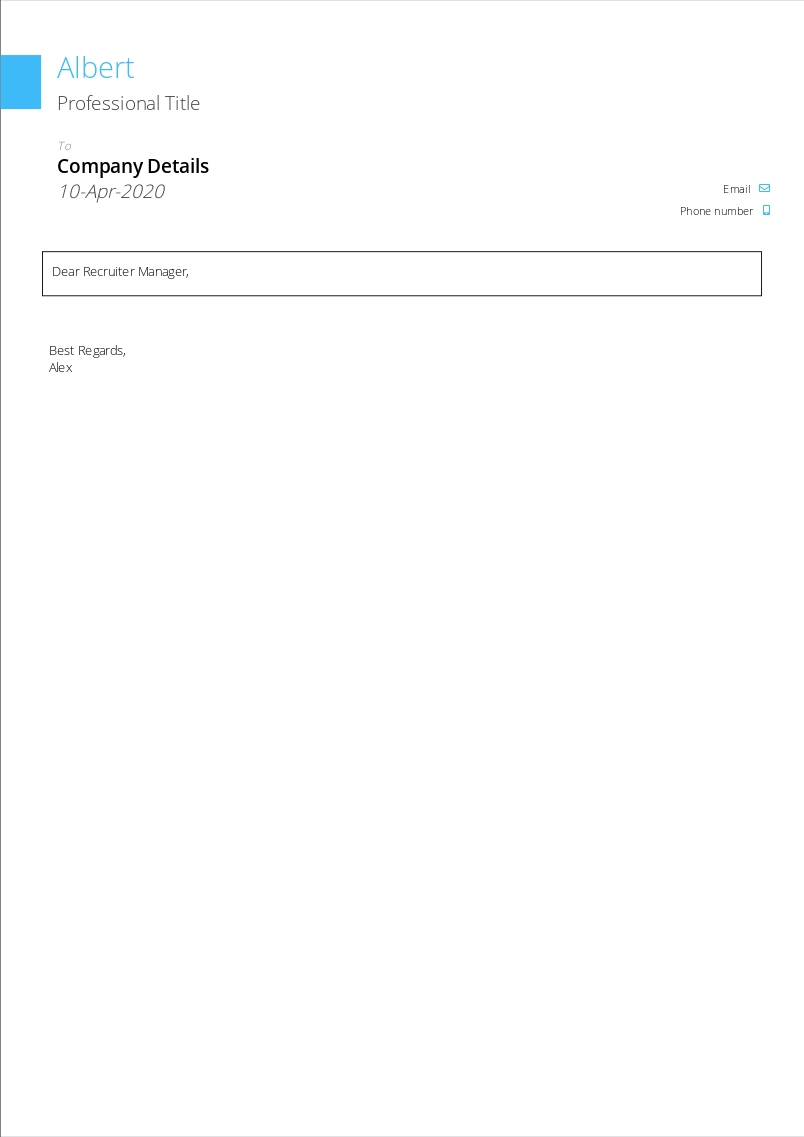 Albert
Professional Title
To
Company Details
10-Apr-2020
Email
Phone number
Dear Recruiter Manager,
Best Regards,
Alex